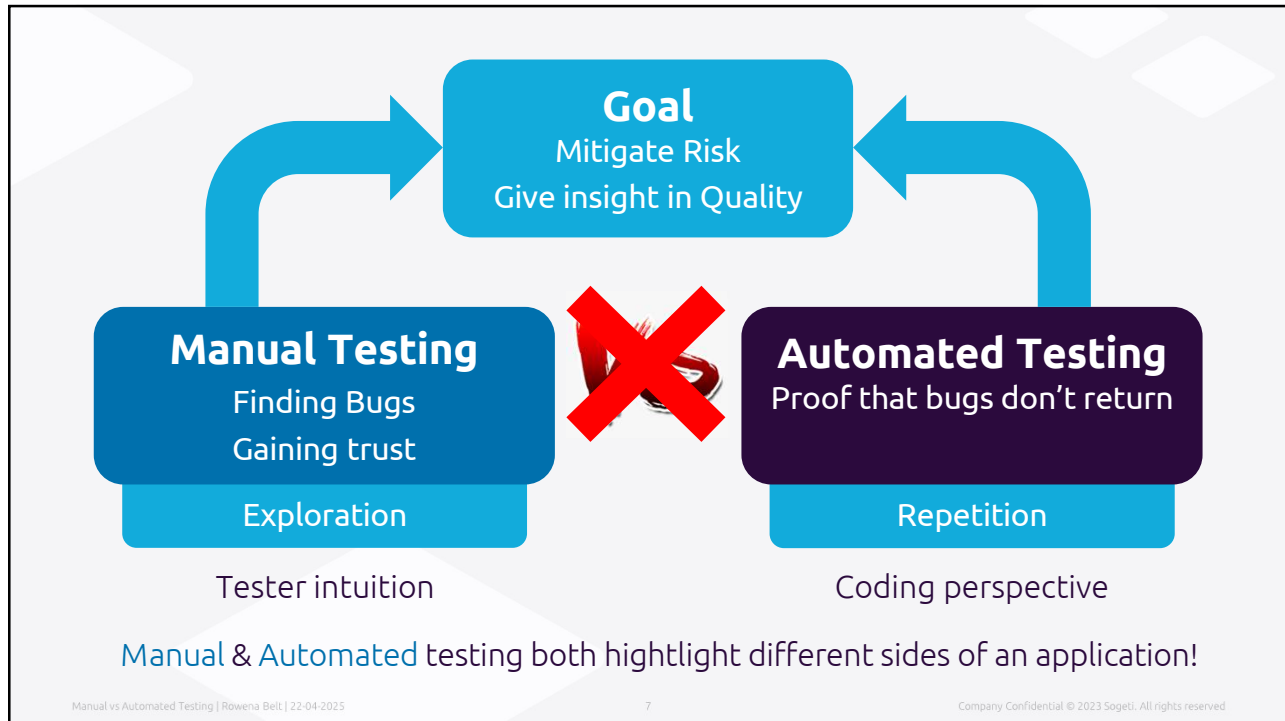 Goal
Mitigate Risk
Give insight in Quality
Manual Testing
Finding Bugs
Gaining trust
Automated Testing
Proof that bugs don’t return
Exploration
Repetition
Tester intuition
Coding perspective
Manual & Automated testing both hightlight different sides of an application!
Manual vs Automated Testing | Rowena Belt | 22-04-2025
7
Company Confidential © 2023 Sogeti. All rights reserved